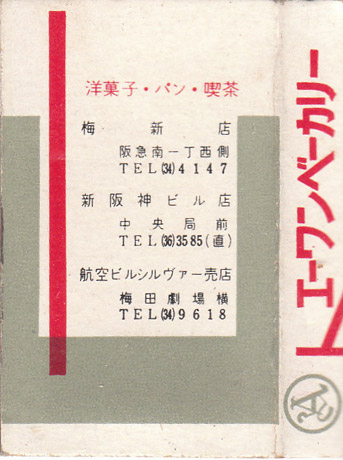 洋菓子・パン・喫茶
梅新店
阪急南一丁西側
TEL(34)4147
新阪神ビル店
中央局前
TEL(36)3585(直)
航空ビルシルヴァー売店
梅田劇場横
TEL(34)9618
エーワンベーカリー